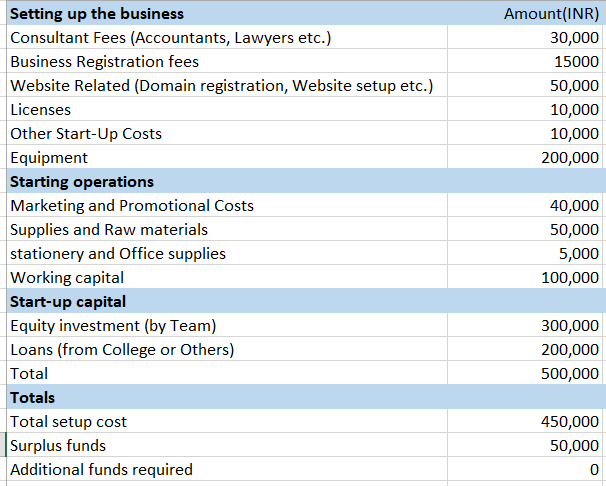 Setting up the business Amount(INR)
Consultant Fees (Accountants, Lawyers etc.) 30,000
Business Registration fees 15000
Website Related (Domain registration, Website setup etc.) 50,000
Licenses 10,000
Other Start-Up Costs 10,000
Equipment 200,000
Starting operations
Marketing and Promotional Costs 40,000
Supplies and Raw materials 50,000
stationery and Office supplies 5,000
Working capital 100,000
Start-up capital
Equity investment (by Team) 300,000
Loans (from College or Others) 200,000
Total 500,000
Totals
Total setup cost 450,000
Surplus funds 50,000
Additional funds required 0